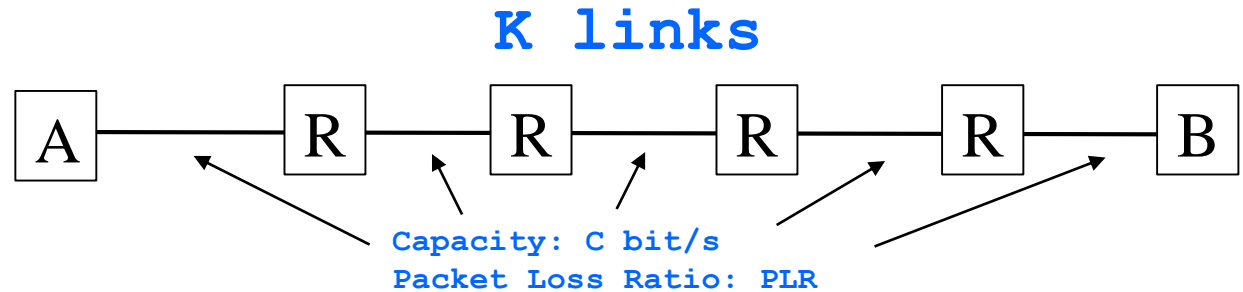 K links
A R R R R B
Capacity: C bit/s
Packet Loss Ratio: PLR